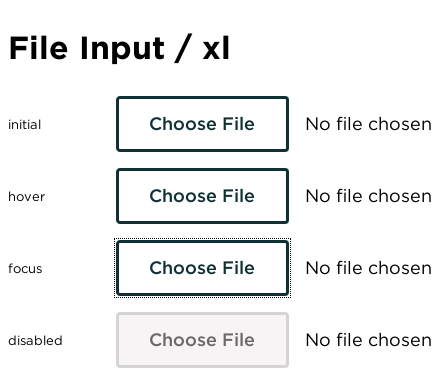 File Input / xl
initial Choose File No file chosen
hover Choose File No file chosen
focus Choose File No file chosen
disabled Choose File No file chosen